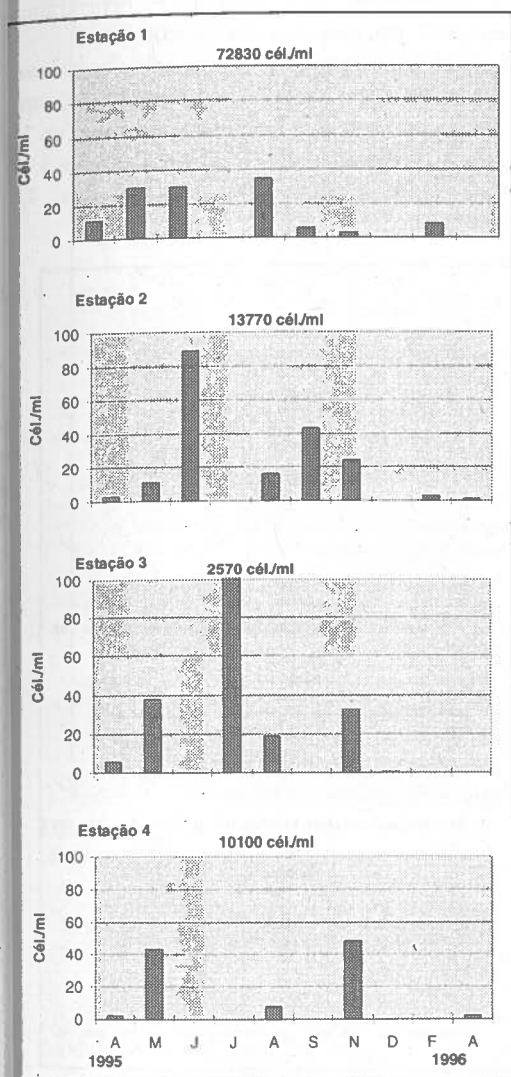 Estação 1
72830 cél./ml
100
80
60
40
20
0
Cél./ml
Estação 2
13770 cél./ml
100
80
60
40
20
0
Cél./ml
Estação 3
2570 cél./ml
100
80
60
40
20
0
Cél./ml
Estação 4
10100 cél./ml
100
80
60
40
20
0
Cél./ml
A M J J A S N D F A
1995 1996